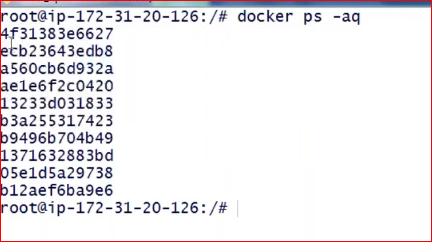 root@ip-172-31-20-126:/# docker ps -aq
4f31383e6627
ecb23643edb8
a560cb6d932a
ae1e6f2c0420
13233d031833
b3a255317423
b9496b704b49
1371632883bd
05e1d5a29738
b12aef6ba9e6
root@ip-172-31-20-126:/#